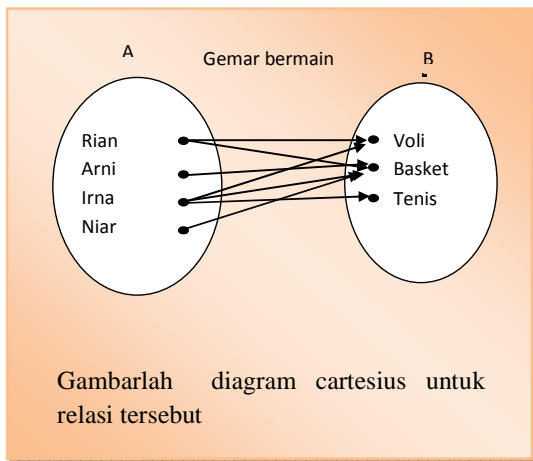 A Gemar bermain B
Rian Voli
Arni Basket
Irna Tenis
Niar
Gambarlah diagram cartesius untuk
relasi tersebut